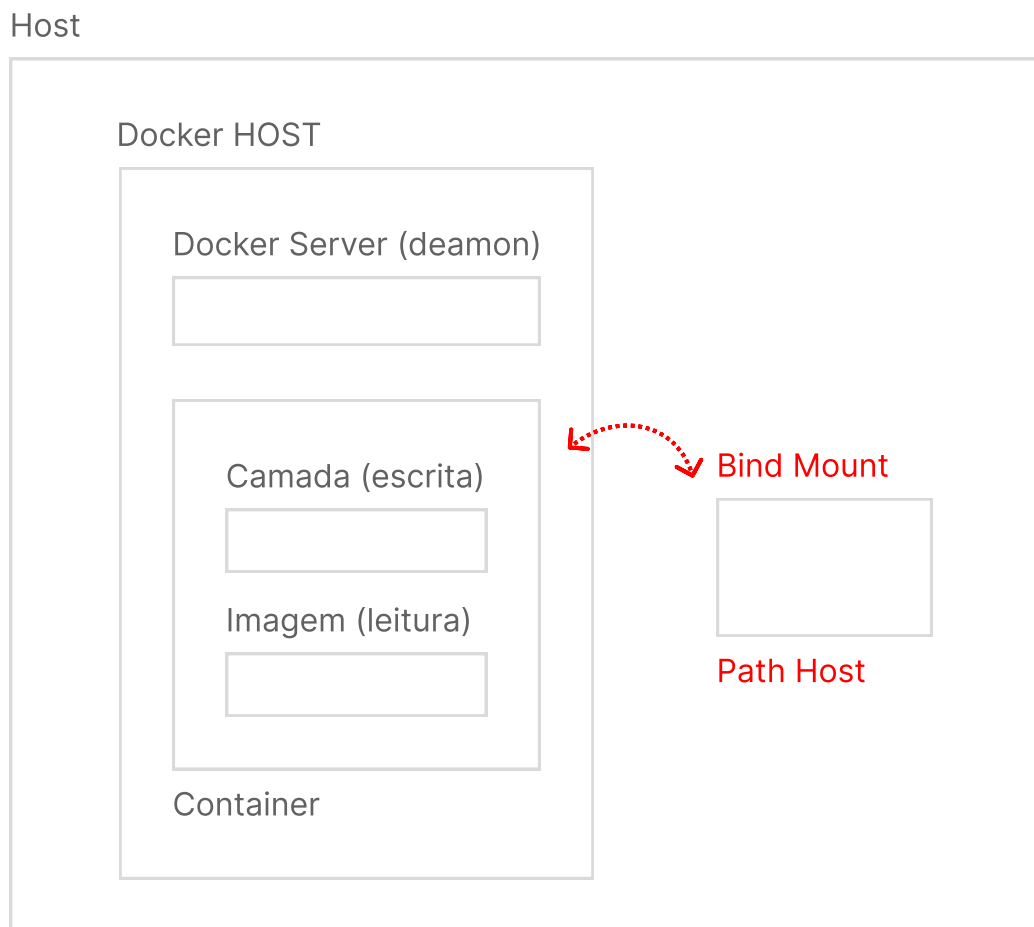 Host
Docker HOST
Docker Server (deamon)
Camada (escrita)
Bind Mount
Imagem (leitura)
Path Host
Container